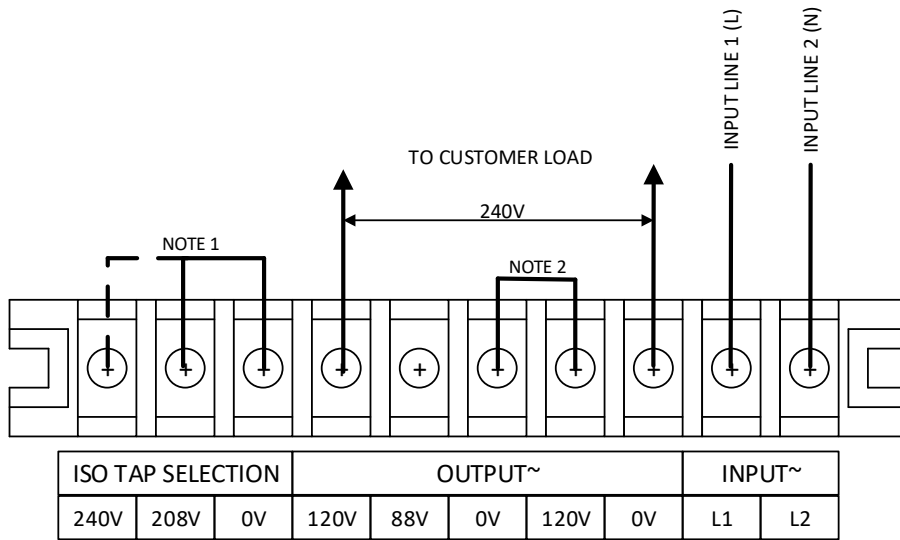 INPUT LINE 1 (L)
INPUT LINE 2 (N)
TO CUSTOMER LOAD
240V
NOTE 1
NOTE 2
ISO TAP SELECTION OUTPUT~ INPUT~
240V 208V 0V 120V 88V 0V 120V 0V L1 L2